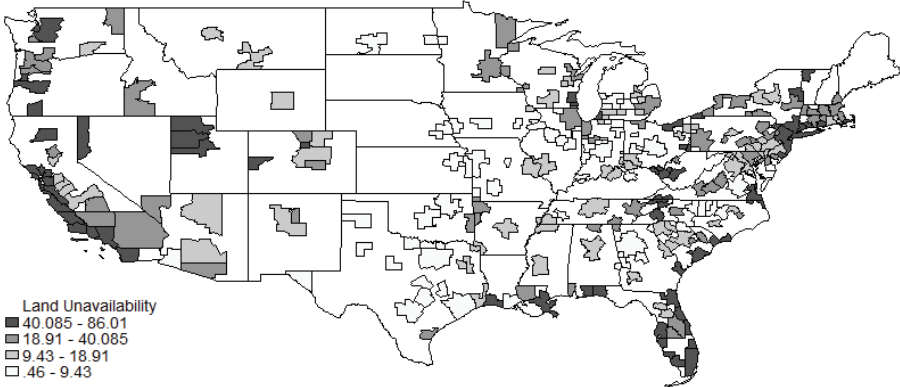 Land Unavailability
40.085 - 86.01
18.91 - 40.085
9.43 - 18.91
.46 - 9.43